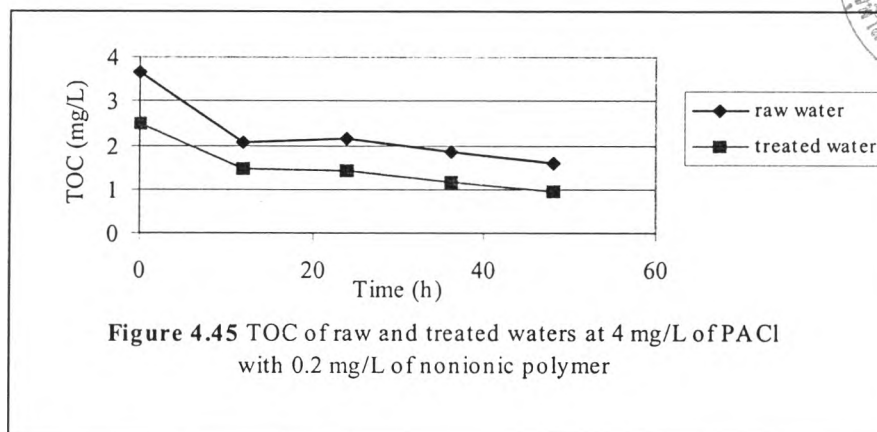 4
3
2
1
0
TOC (mg/L)
0
20
40
60
Time (h)
raw water
treated water
Figure 4.45 TOC of raw and treated waters at 4 mg/L of PACl
with 0.2 mg/L of nonionic polymer